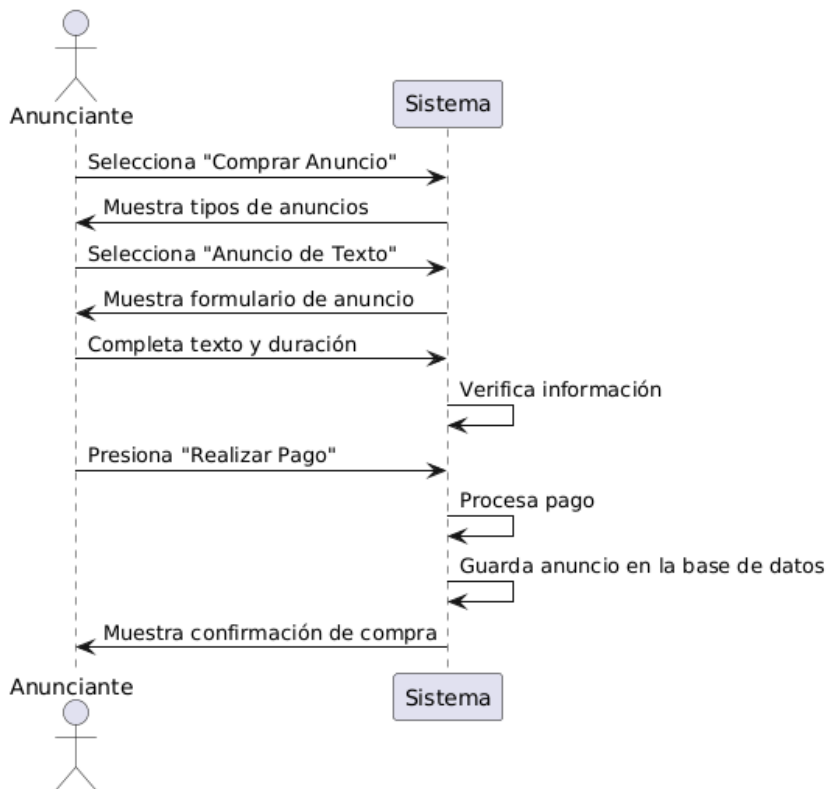 Anunciante
Sistema
Selecciona "Comprar Anuncio"
Muestra tipos de anuncios
Selecciona "Anuncio de Texto"
Muestra formulario de anuncio
Completa texto y duración
Verifica información
Presiona "Realizar Pago"
Procesa pago
Guarda anuncio en la base de datos
Muestra confirmación de compra
Anunciante
Sistema